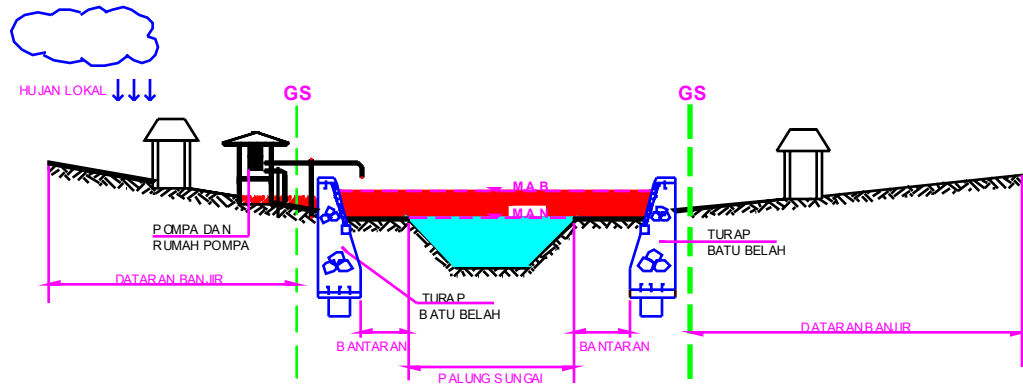 HUJAN LOKAL
GS
GS
M.A.B
M.A.N
POMPA DAN
RUMAH POMPA
TURAP
BATU BELAH
DATARAN BANJIR
TURAP
BATU BELAH
DATARAN BANJIR
BANTARAN
BANTARAN
PALUNG SUNGAI